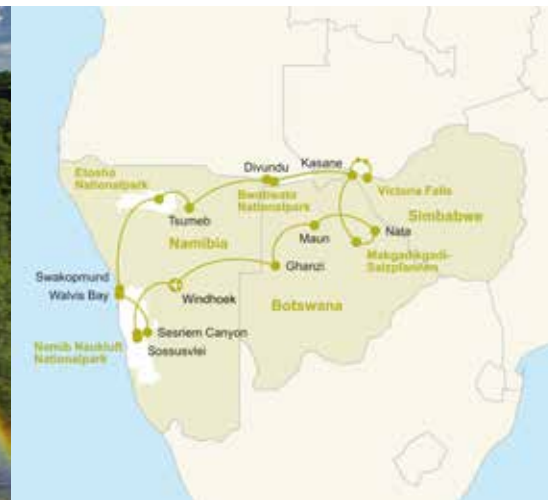 Etosha
Nationalpark
Divundu
Kasane
Victoria Falls
Bwabwata
Nationalpark
Simbabwe
Tsumeb
Namibia
Maun
Nata
Makgadikgadi-
Salzpfannen
Ghanzi
Swakopmund
Walvis Bay
Windhoek
Botswana
Sesriem Canyon
Sossusvlei
Namib Naukluft
Nationalpark